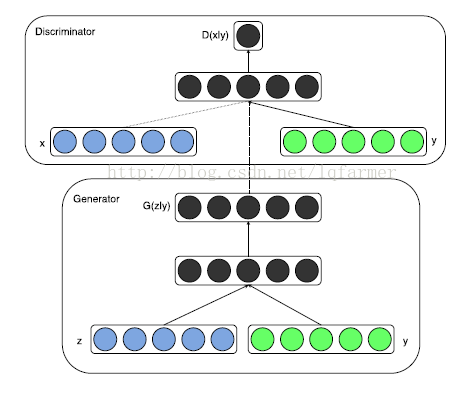 Discriminator
D(x|y)
x
y
http://blog.csdn.net/lqfarmer
Generator
G(z|y)
z
y